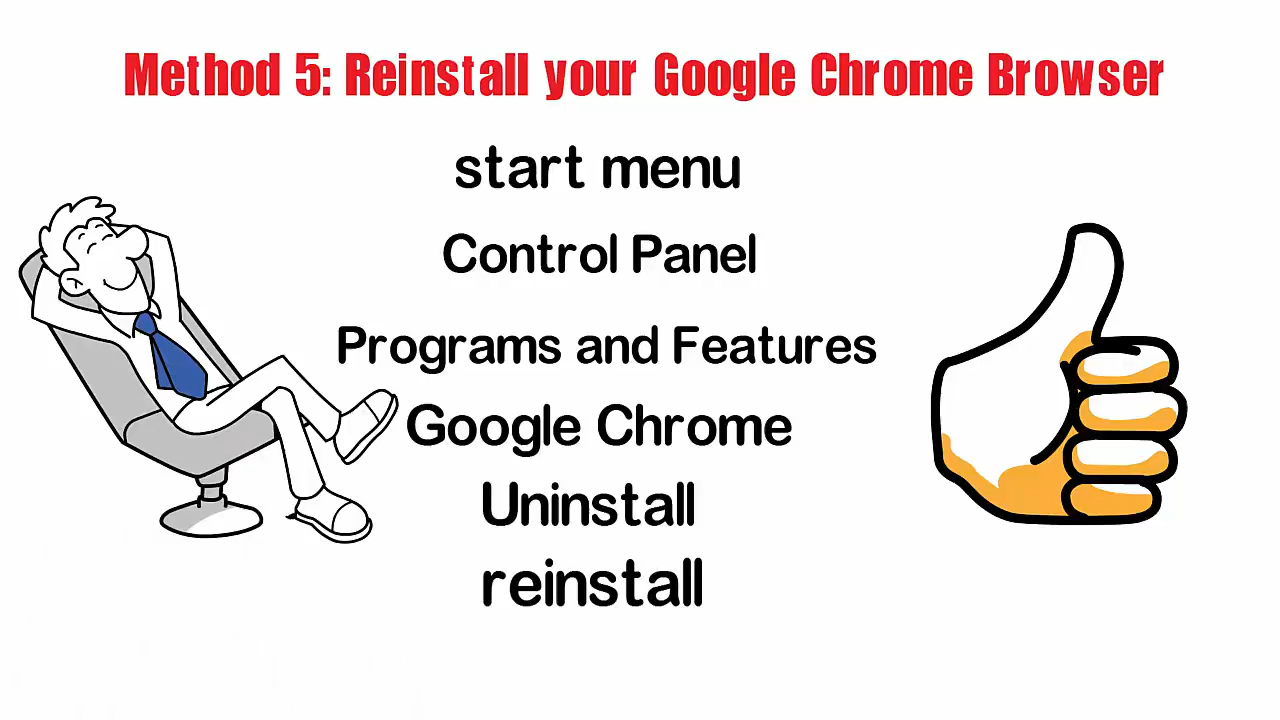 Method 5: Reinstall your Google Chrome Browser
start menu
Control Panel
Programs and Features
Google Chrome
Uninstall
reinstall